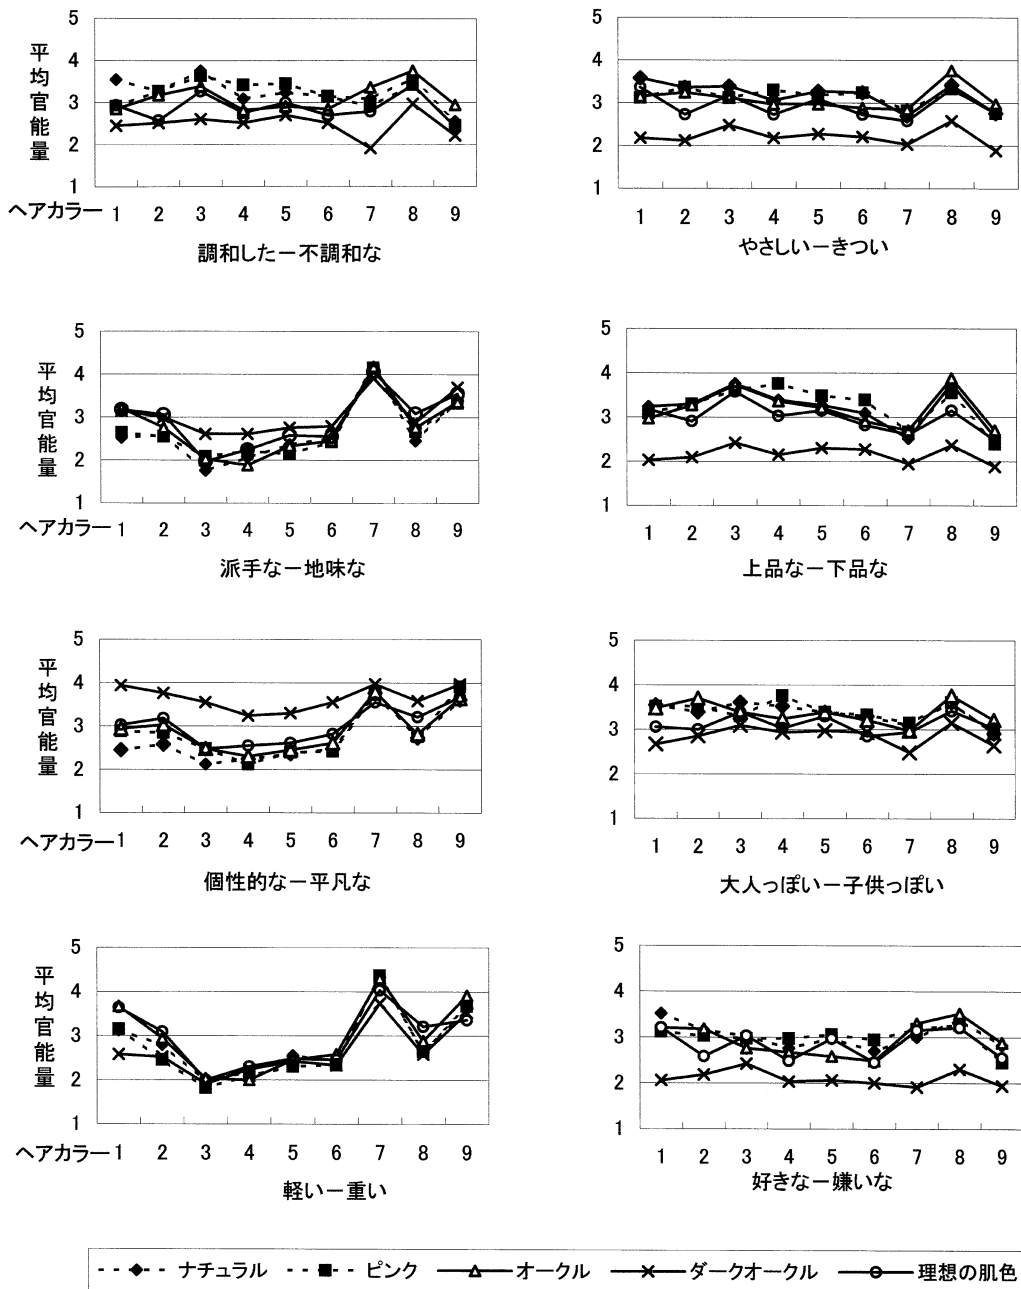 5
4
3
2
1
平均官能量
ヘアカラー 1 2 3 4 5 6 7 8 9
調和した－不調和な
5
4
3
2
1
1 2 3 4 5 6 7 8 9
やさしい－きつい
5
4
3
2
1
平均官能量
ヘアカラー 1 2 3 4 5 6 7 8 9
派手な－地味な
5
4
3
2
1
1 2 3 4 5 6 7 8 9
上品な－下品な
5
4
3
2
1
平均官能量
ヘアカラー 1 2 3 4 5 6 7 8 9
個性的な－平凡な
5
4
3
2
1
1 2 3 4 5 6 7 8 9
大人っぽい－子供っぽい
5
4
3
2
1
平均官能量
ヘアカラー 1 2 3 4 5 6 7 8 9
軽い－重い
5
4
3
2
1
1 2 3 4 5 6 7 8 9
好きな－嫌いな
ナチュラル ピンク オークル ダークオークル 理想の肌色